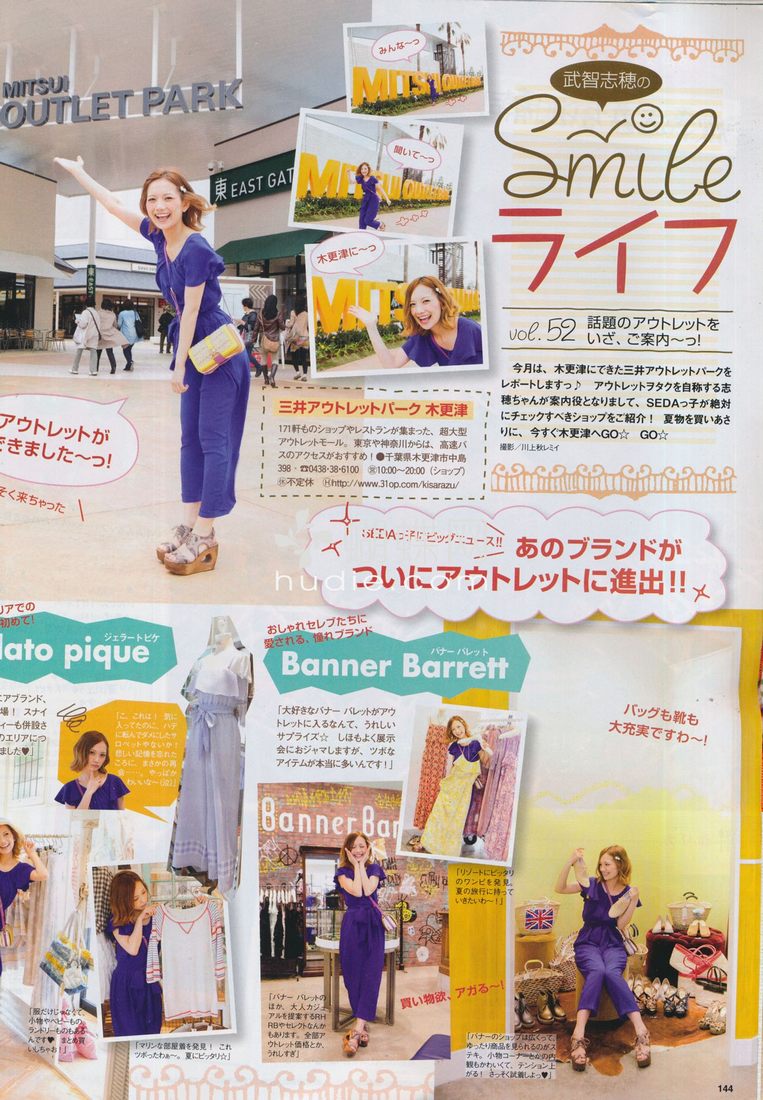 MITSUI
OUTLET PARK
東 EAST GAT
みんな〜っ
聞いて〜っ
木更津に〜っ
アウトレットが
できました〜っ!
そく来ちゃった
武智志穂の
Smile
ライフ
vol. 52
話題のアウトレットを
いざ、ご案内〜っ!
今月は、木更津にできた三井アウトレットパークを
レポートしますっ♪ アウトレットヲタクを自称する志
穂ちゃんが案内役となりまして、SEDAっ子が絶対
にチェックすべきショップをご紹介! 夏物を買いあさ
りに、今すぐ木更津へGO☆ GO☆
撮影/川上秋レミイ
三井アウトレットパーク 木更津
171軒ものショップやレストランが集まった、超大型
アウトレットモール。東京や神奈川からは、高速バ
スのアクセスがおすすめ! ●千葉県木更津市中島
398・☎0438・38・6100 ㊺10:00〜20:00(ショップ)
㊡不定休 Ⓗhttp://www.31op.com/kisarazu/
SEDAっ子にビッグニュース!!
あのブランドが
ついにアウトレットに進出!!
hudie.com
リアでの
初めて!
lato pique
ジェラート ピケ
エアブランド、
場! スナイ
ィーも併設さ
のエリアにつ
ました♥
「こ、これは! 気に
入ってたのに、ハデ
に転んでダメにしたサ
ロペットやないか!
悲しい記憶を忘れた
ころに、まさかの再
会……。やっぱか
わいいな〜(泣)」
「服だけじゃなくて、
小物やベビーもの、
ランドリーものもある
んです♥ まとめ買
いしちゃお!」
「マリンな部屋着を発見! これ
ツボったわぁ〜。夏にピッタリ☆」
おしゃれセレブたちに
愛される、憧れブランド
Banner Barrett
バナー バレット
「大好きなバナー バレットがアウ
トレットに入るなんて、うれしい
サプライズ☆ しほもよく展示
会におジャマしますが、ツボな
アイテムが本当に多いんです!」
Banner Bar
「リゾートにピッタリ
のワンピを発見。
夏の旅行に持って
いきたいわ〜!」
「バナー バレットの
ほか、大人カジュ
アルを提案するRH
RBやセレクトなんか
もあります。全部ア
ウトレット価格とか、う
れしすぎ」
買い物欲、アガる〜!
バッグも靴も
大充実ですわ〜!
「バナーのショップは広くって、
ゆったり商品を見られるのがス
テキ。小物コーナーとかの内
観もかわいくて、テンション上
がる! さっそく試着しよっ♥」
144